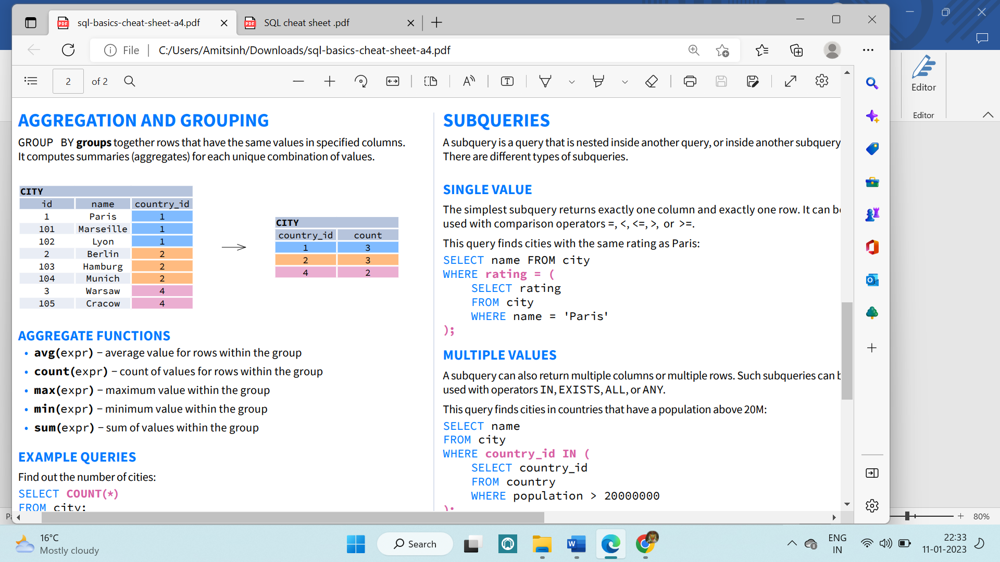 sql-basics-cheat-sheet-a4.pdf
SQL cheat sheet .pdf
File
C:/Users/Amitsinh/Downloads/sql-basics-cheat-sheet-a4.pdf
2 of 2
Editor
Editor
AGGREGATION AND GROUPING
GROUP BY groups together rows that have the same values in specified columns.
It computes summaries (aggregates) for each unique combination of values.
CITY
id name country_id
1 Paris 1
101 Marseille 1
102 Lyon 1
2 Berlin 2
103 Hamburg 2
104 Munich 2
3 Warsaw 4
105 Cracow 4
CITY
country_id count
1 3
2 3
4 2
AGGREGATE FUNCTIONS
• avg(expr) − average value for rows within the group
• count(expr) − count of values for rows within the group
• max(expr) − maximum value within the group
• min(expr) − minimum value within the group
• sum(expr) − sum of values within the group
EXAMPLE QUERIES
Find out the number of cities:
SELECT COUNT(*)
FROM city;
SUBQUERIES
A subquery is a query that is nested inside another query, or inside another subquery
There are different types of subqueries.
SINGLE VALUE
The simplest subquery returns exactly one column and exactly one row. It can b
used with comparison operators =, <, <=, >, or >=.
This query finds cities with the same rating as Paris:
SELECT name FROM city
WHERE rating = (
SELECT rating
FROM city
WHERE name = 'Paris'
);
MULTIPLE VALUES
A subquery can also return multiple columns or multiple rows. Such subqueries can b
used with operators IN, EXISTS, ALL, or ANY.
This query finds cities in countries that have a population above 20M:
SELECT name
FROM city
WHERE country_id IN (
SELECT country_id
FROM country
WHERE population > 20000000
);
80%
16°C
Mostly cloudy
Search
ENG
IN
22:33
11-01-2023